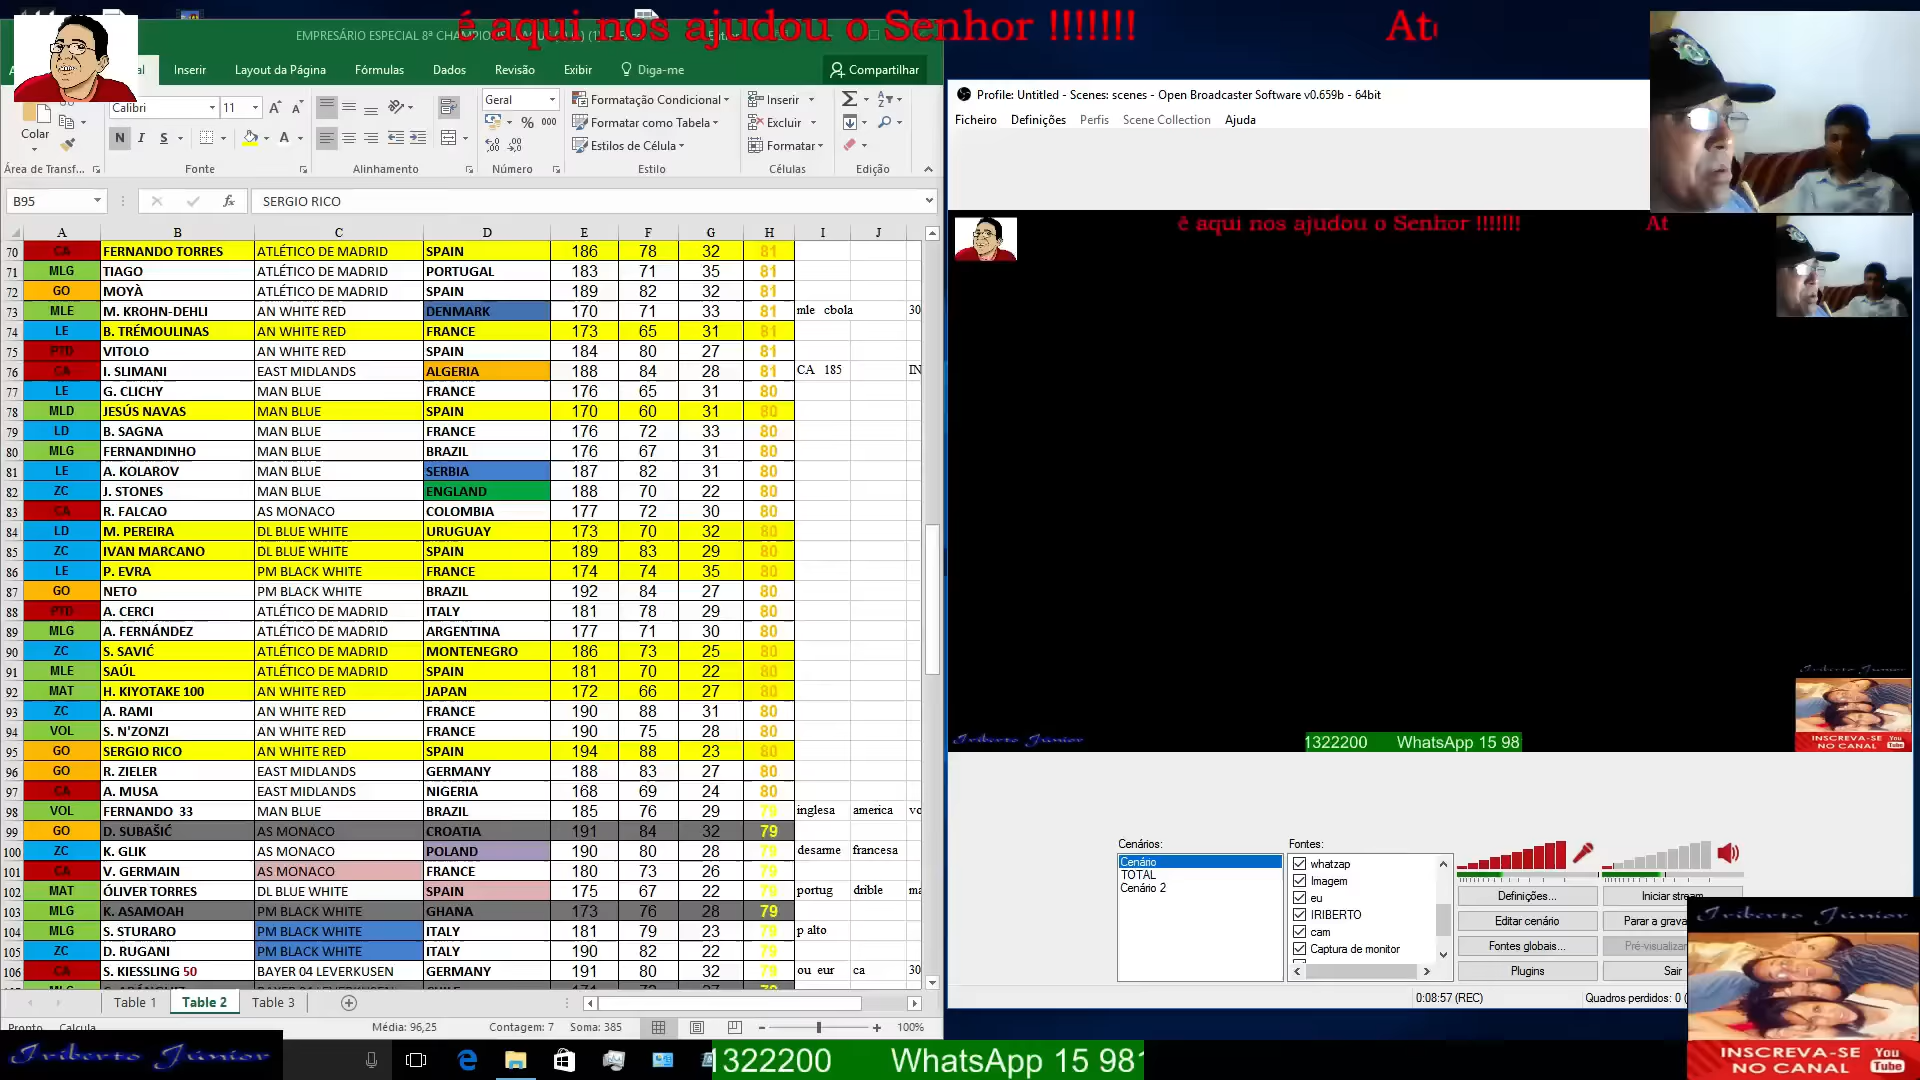 é aqui nos ajudou o Senhor !!!!!!!
EMPRESÁRIO ESPECIAL 8ª CHAMPIONS
Inserir
Layout da Página
Fórmulas
Dados
Revisão
Exibir
Diga-me
Compartilhar
Colar
Calibri
11
N I S
Geral
% 000
Formatação Condicional
Formatar como Tabela
Estilos de Célula
Inserir
Excluir
Formatar
Área de Transf...
Fonte
Alinhamento
Número
Estilo
Células
Edição
B95
SERGIO RICO
A B C D E F G H I J
70 CA FERNANDO TORRES ATLÉTICO DE MADRID SPAIN 186 78 32 81
71 MLG TIAGO ATLÉTICO DE MADRID PORTUGAL 183 71 35 81
72 GO MOYÀ ATLÉTICO DE MADRID SPAIN 189 82 32 81
73 MLE M. KROHN-DEHLI AN WHITE RED DENMARK 170 71 33 81 mle cbola 30
74 LE B. TRÉMOULINAS AN WHITE RED FRANCE 173 65 31 81
75 PTD VITOLO AN WHITE RED SPAIN 184 80 27 81
76 CA I. SLIMANI EAST MIDLANDS ALGERIA 188 84 28 81 CA 185 IN
77 LE G. CLICHY MAN BLUE FRANCE 176 65 31 80
78 MLD JESÚS NAVAS MAN BLUE SPAIN 170 60 31 80
79 LD B. SAGNA MAN BLUE FRANCE 176 72 33 80
80 MLG FERNANDINHO MAN BLUE BRAZIL 176 67 31 80
81 LE A. KOLAROV MAN BLUE SERBIA 187 82 31 80
82 ZC J. STONES MAN BLUE ENGLAND 188 70 22 80
83 CA R. FALCAO AS MONACO COLOMBIA 177 72 30 80
84 LD M. PEREIRA DL BLUE WHITE URUGUAY 173 70 32 80
85 ZC IVAN MARCANO DL BLUE WHITE SPAIN 189 83 29 80
86 LE P. EVRA PM BLACK WHITE FRANCE 174 74 35 80
87 GO NETO PM BLACK WHITE BRAZIL 192 84 27 80
88 PTD A. CERCI ATLÉTICO DE MADRID ITALY 181 78 29 80
89 MLG A. FERNÁNDEZ ATLÉTICO DE MADRID ARGENTINA 177 71 30 80
90 ZC S. SAVIĆ ATLÉTICO DE MADRID MONTENEGRO 186 73 25 80
91 MLE SAÚL ATLÉTICO DE MADRID SPAIN 181 70 22 80
92 MAT H. KIYOTAKE 100 AN WHITE RED JAPAN 172 66 27 80
93 ZC A. RAMI AN WHITE RED FRANCE 190 88 31 80
94 VOL S. N'ZONZI AN WHITE RED FRANCE 190 75 28 80
95 GO SERGIO RICO AN WHITE RED SPAIN 194 88 23 80
96 GO R. ZIELER EAST MIDLANDS GERMANY 188 83 27 80
97 CA A. MUSA EAST MIDLANDS NIGERIA 168 69 24 80
98 VOL FERNANDO 33 MAN BLUE BRAZIL 185 76 29 79 inglesa america vo
99 GO D. SUBAŠIĆ AS MONACO CROATIA 191 84 32 79
100 ZC K. GLIK AS MONACO POLAND 190 80 28 79 desarme francesa
101 CA V. GERMAIN AS MONACO FRANCE 180 73 26 79
102 MAT ÓLIVER TORRES DL BLUE WHITE SPAIN 175 67 22 79 portug drible ma
103 MLG K. ASAMOAH PM BLACK WHITE GHANA 173 76 28 79
104 MLG S. STURARO PM BLACK WHITE ITALY 181 79 23 79 p alto
105 ZC D. RUGANI PM BLACK WHITE ITALY 190 82 22 79
106 CA S. KIESSLING 50 BAYER 04 LEVERKUSEN GERMANY 191 80 32 79 ou eur ca 30
Table 1
Table 2
Table 3
Pronto
Calcula
Média: 96,25
Contagem: 7
Soma: 385
100%
Iriberto Júnior
1322200 WhatsApp 15 98
Profile: Untitled - Scenes: scenes - Open Broadcaster Software v0.659b - 64bit
Ficheiro
Definições
Perfis
Scene Collection
Ajuda
é aqui nos ajudou o Senhor !!!!!!!
At
Iriberto Júnior
1322200 WhatsApp 15 98
Iriberto Júnior
INSCREVA-SE
NO CANAL
You
Tube
Cenários:
Cenário
TOTAL
Cenário 2
Fontes:
whatzap
Imagem
eu
IRIBERTO
cam
Captura de monitor
Definições...
Editar cenário
Fontes globais...
Plugins
Iniciar stream
Parar a grava
Pré-visualizar
Sair
0:08:57 (REC)
Quadros perdidos: 0
Iriberto Júnior
INSCREVA-SE
NO CANAL
You
Tube